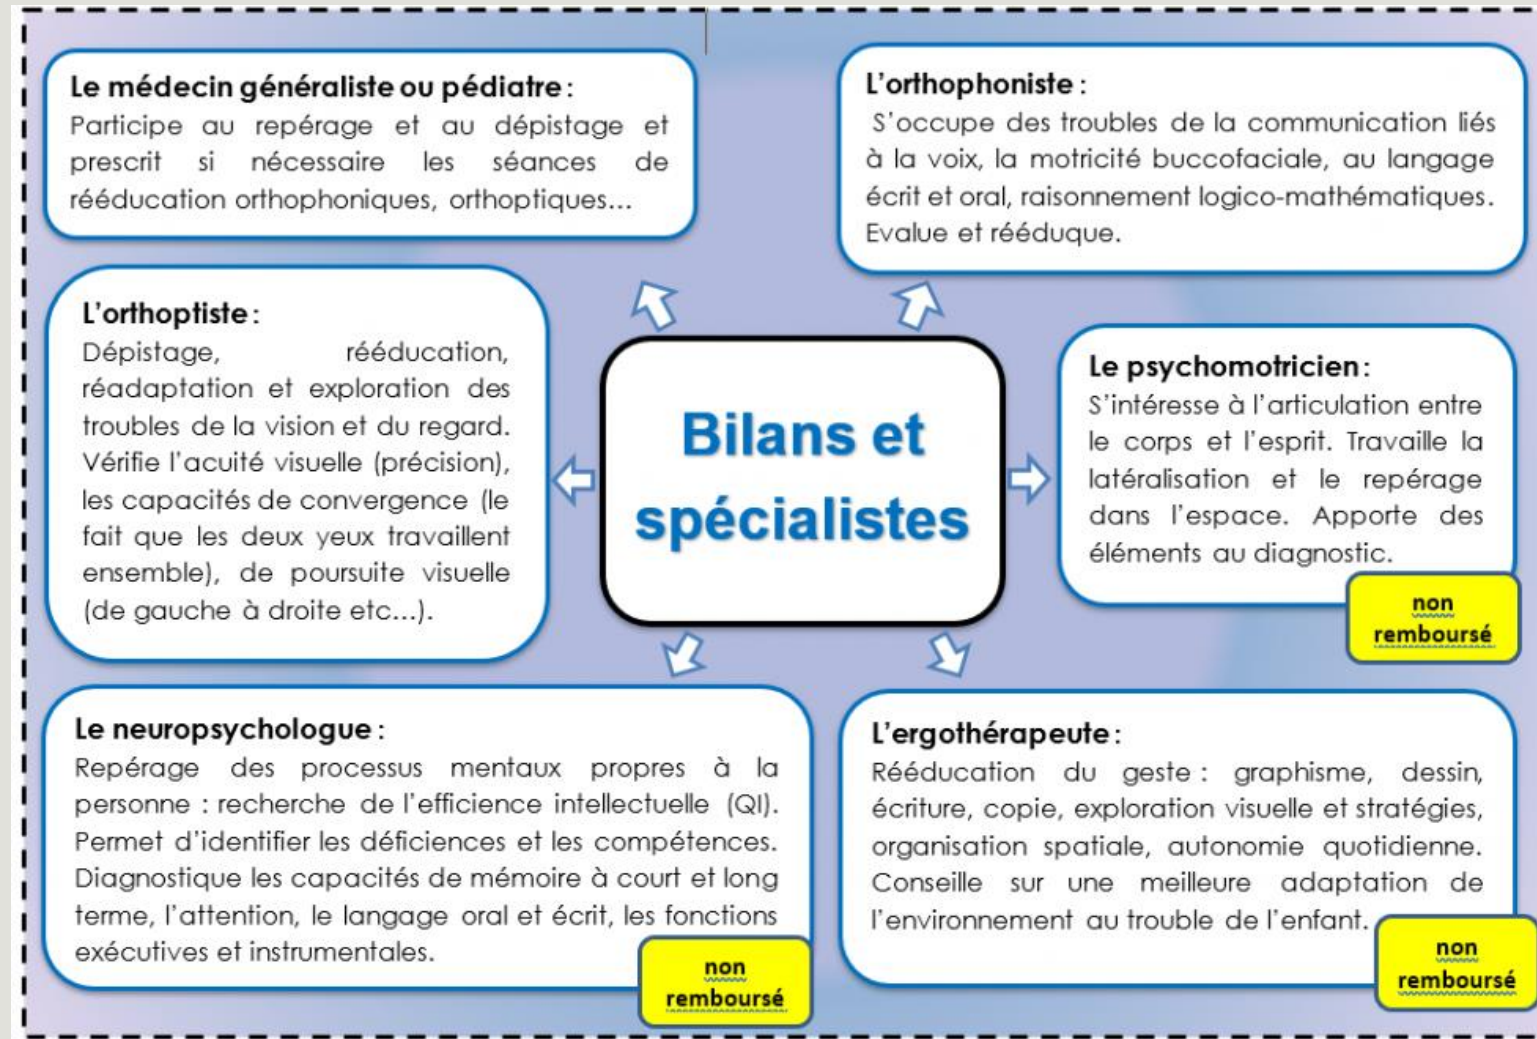 Le médecin généraliste ou pédiatre :
Participe au repérage et au dépistage et
prescrit si nécessaire les séances de
rééducation orthophoniques, orthoptiques...
L'orthophoniste :
S'occupe des troubles de la communication liés
à la voix, la motricité buccofaciale, au langage
écrit et oral, raisonnement logico-mathématiques.
Evalue et rééduque.
L'orthoptiste :
Dépistage, rééducation,
réadaptation et exploration des
troubles de la vision et du regard.
Vérifie l'acuité visuelle (précision),
les capacités de convergence (le
fait que les deux yeux travaillent
ensemble), de poursuite visuelle
(de gauche à droite etc...).
Bilans et
spécialistes
Le psychomotricien :
S'intéresse à l'articulation entre
le corps et l'esprit. Travaille la
latéralisation et le repérage
dans l'espace. Apporte des
éléments au diagnostic.
non
remboursé
Le neuropsychologue :
Repérage des processus mentaux propres à la
personne : recherche de l'efficience intellectuelle (QI).
Permet d'identifier les déficiences et les compétences.
Diagnostique les capacités de mémoire à court et long
terme, l'attention, le langage oral et écrit, les fonctions
exécutives et instrumentales.
non
remboursé
L'ergothérapeute :
Rééducation du geste : graphisme, dessin,
écriture, copie, exploration visuelle et stratégies,
organisation spatiale, autonomie quotidienne.
Conseille sur une meilleure adaptation de
l'environnement au trouble de l'enfant.
non
remboursé